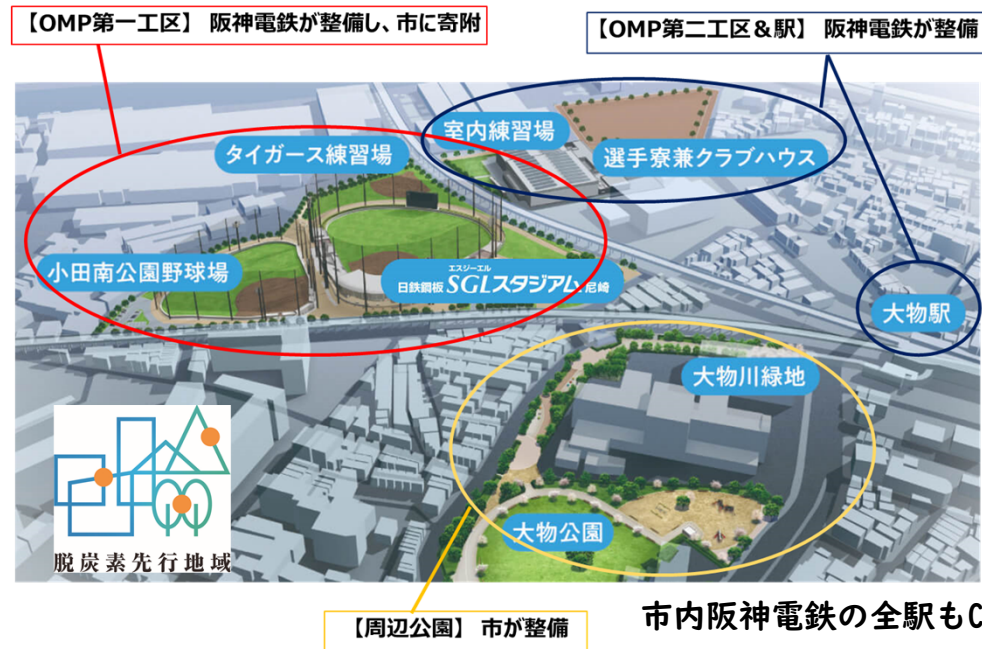 【OMP第一工区】 阪神電鉄が整備し、市に寄附
【OMP第二工区＆駅】 阪神電鉄が整備
室内練習場
タイガース練習場
選手寮兼クラブハウス
小田南公園野球場
エスジーエル
日鉄鋼板 SGLスタジアム 尼崎
大物駅
大物川緑地
大物公園
脱炭素先行地域
【周辺公園】 市が整備
市内阪神電鉄の全駅もC